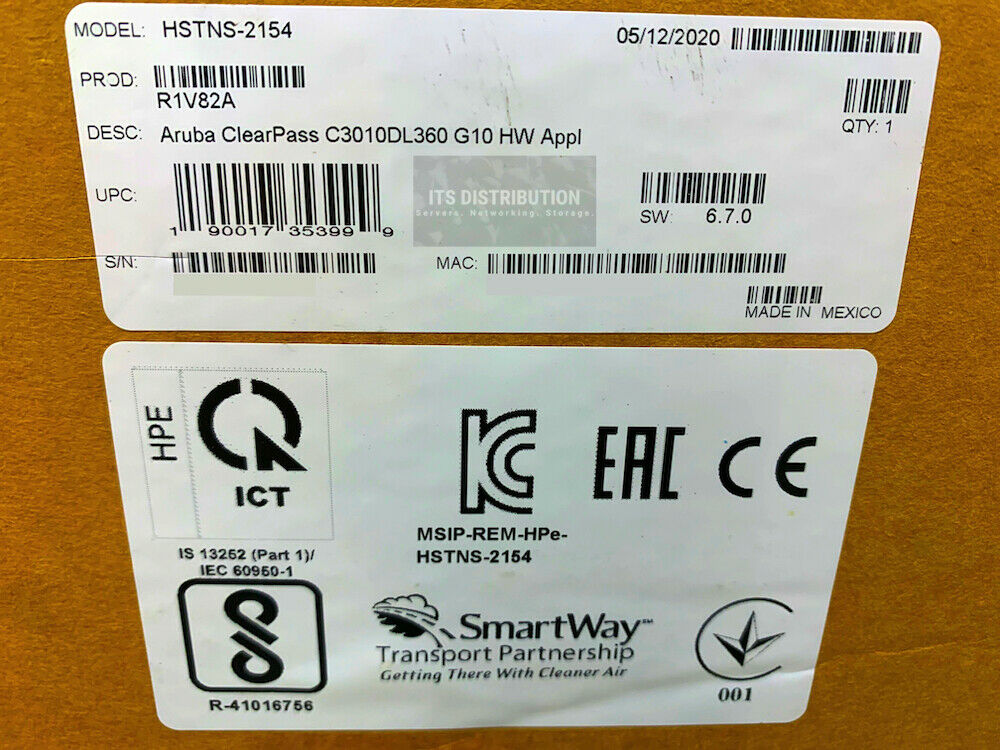 MODEL: HSTNS-2154
05/12/2020
PROD:
R1V82A
QTY: 1
DESC: Aruba ClearPass C3010DL360 G10 HW Appl
ITS DISTRIBUTION
Servers. Networking. Storage.
UPC:
1 90017 35399 9
SW: 6.7.0
S/N:
MAC:
MADE IN MEXICO
HPE
ICT
IS 13252 (Part 1)/
IEC 60950-1
R-41016756
KC
MSIP-REM-HPe-
HSTNS-2154
EAC
CE
SmartWay™
Transport Partnership
Getting There With Cleaner Air
001